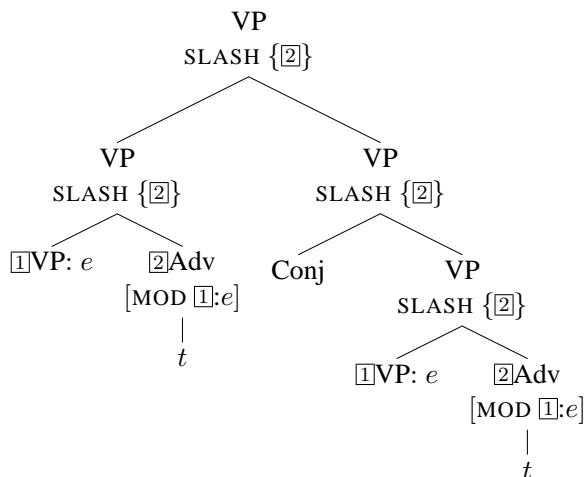 VP
SLASH {2}
VP VP
SLASH {2} SLASH {2}
1VP: e 2Adv Conj VP
[MOD 1:e] SLASH {2}
t 1VP: e 2Adv
[MOD 1:e]
t